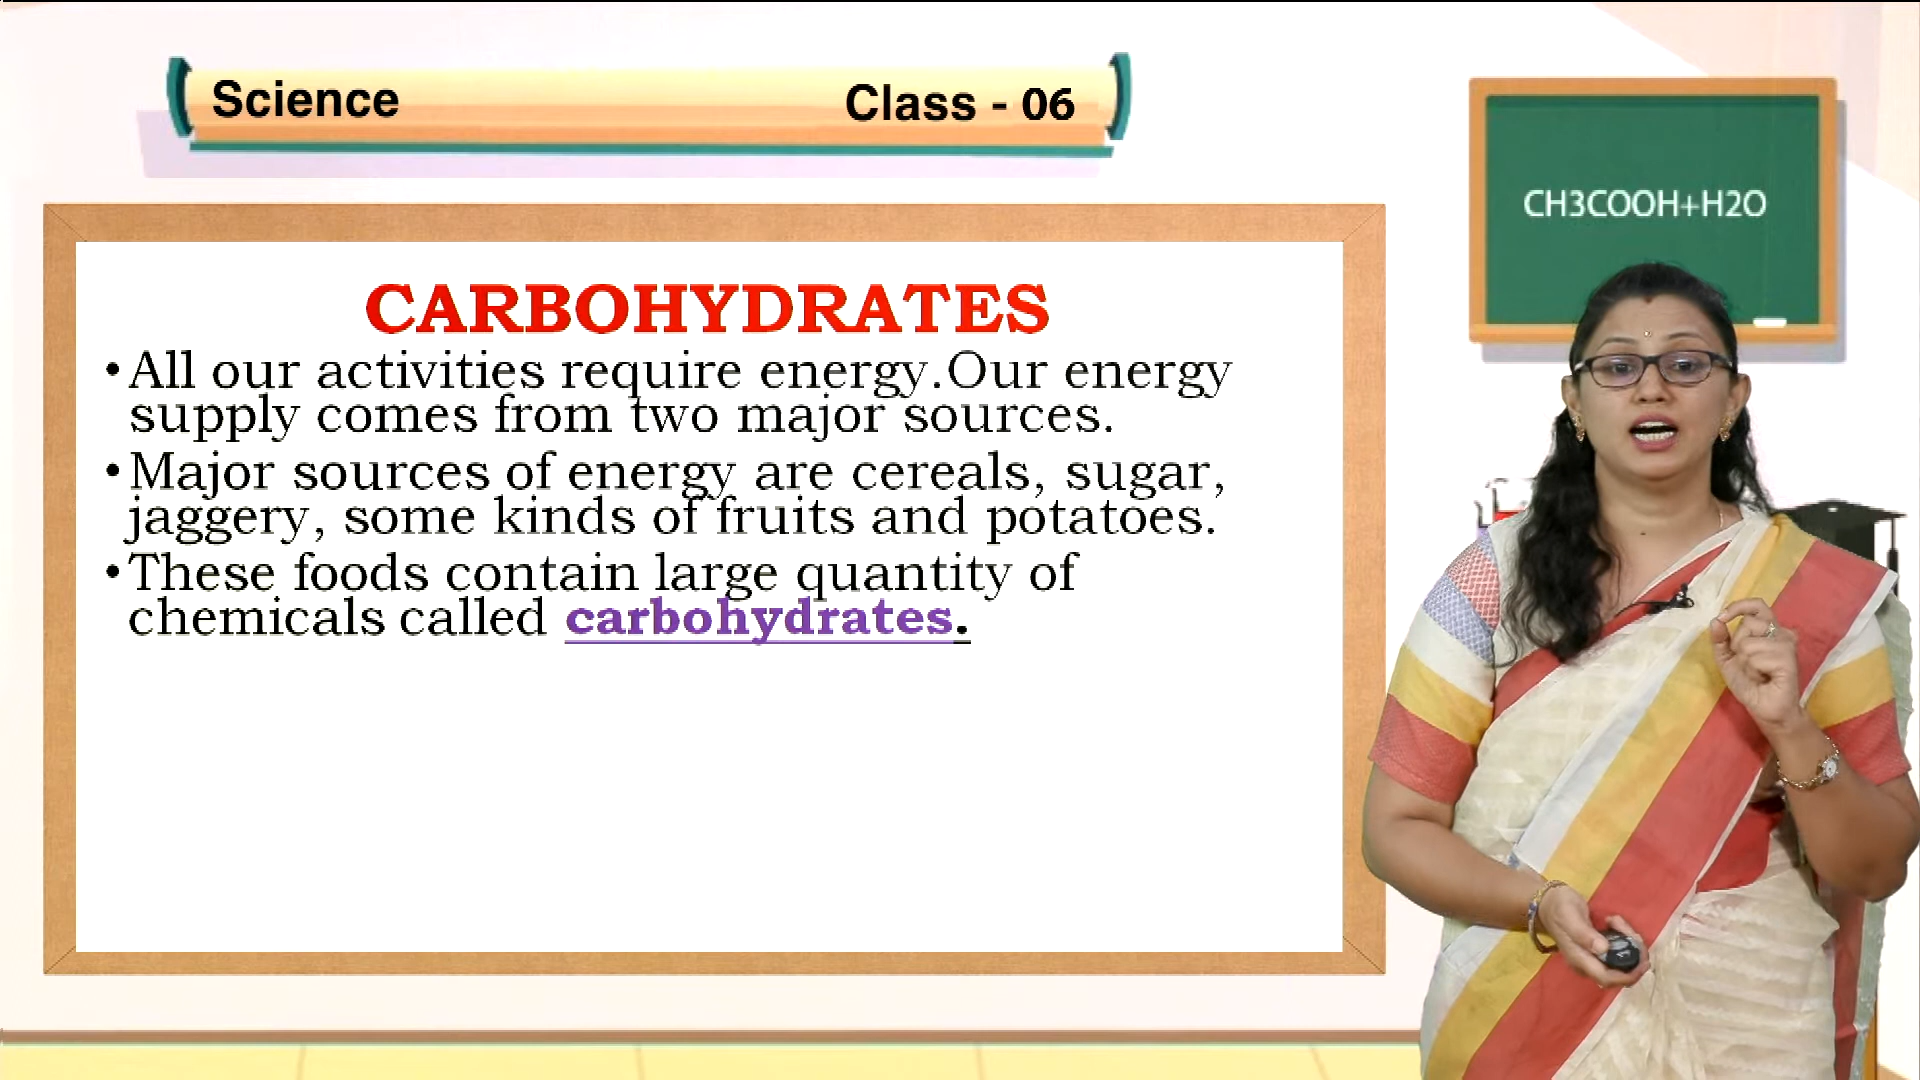 Science Class - 06
CH3COOH+H2O
CARBOHYDRATES
•All our activities require energy.Our energy
supply comes from two major sources.
•Major sources of energy are cereals, sugar,
jaggery, some kinds of fruits and potatoes.
•These foods contain large quantity of
chemicals called carbohydrates.